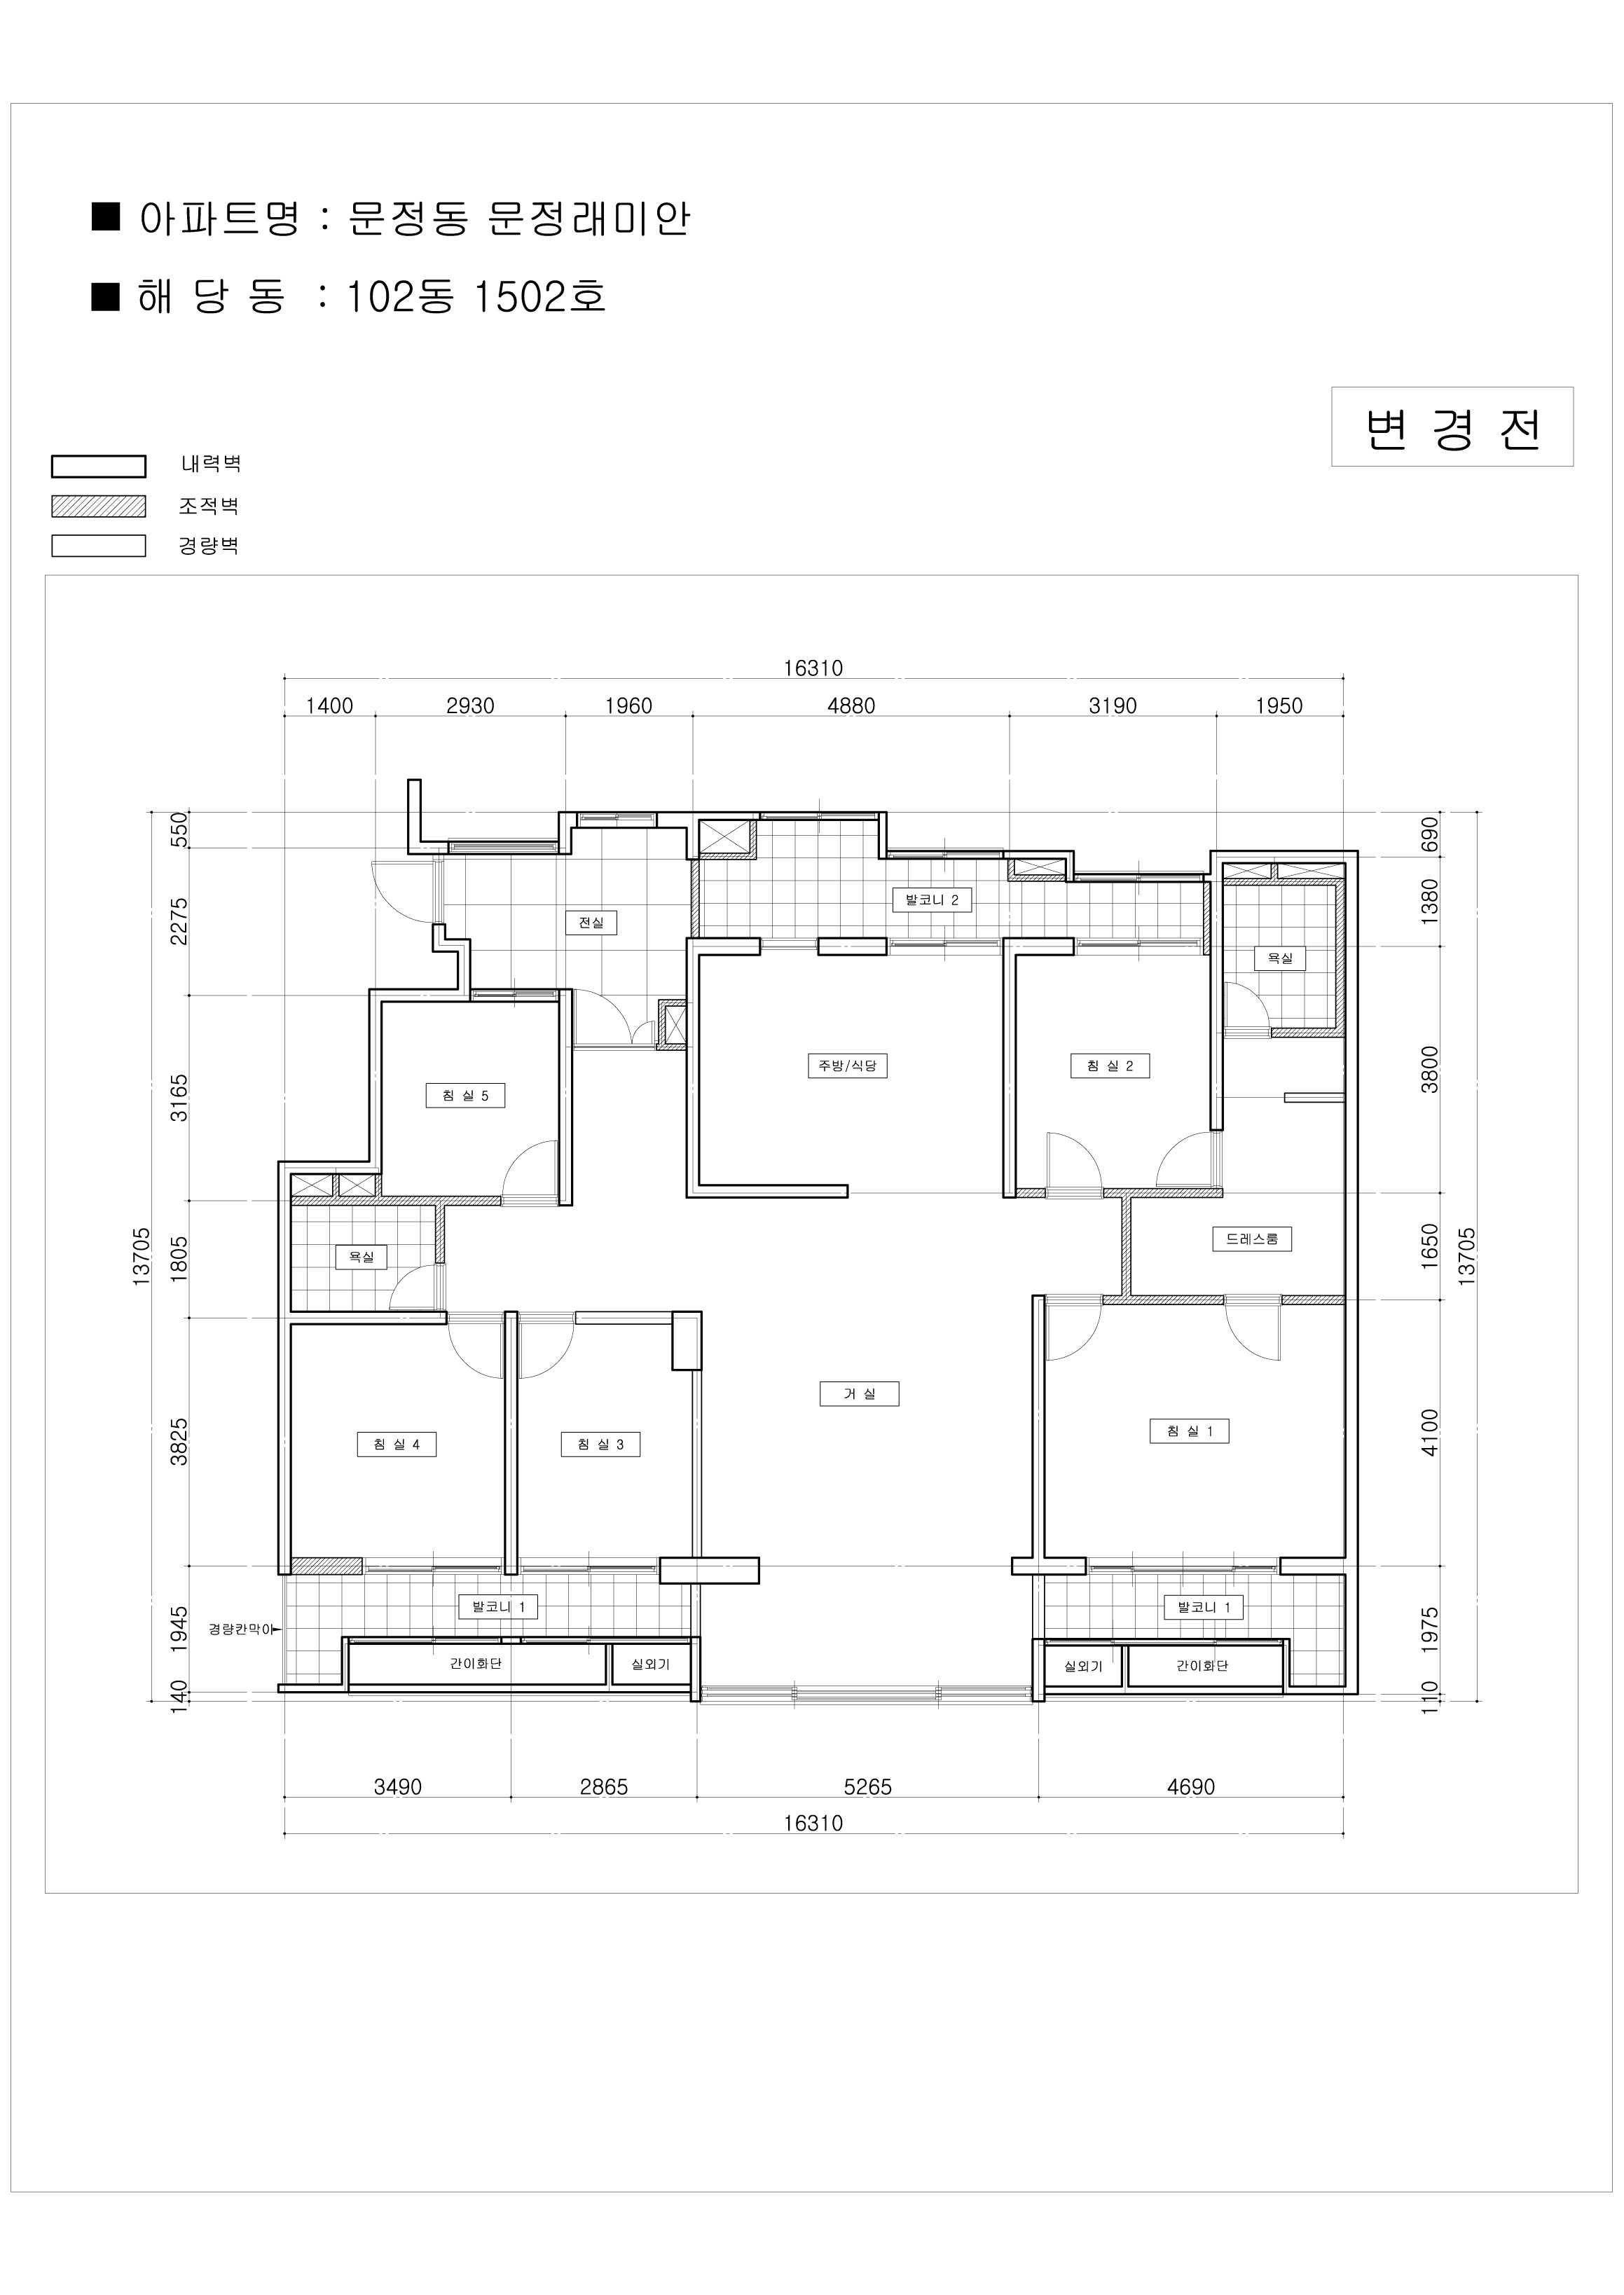 ■ 아파트명 : 문정동 문정래미안
■ 해 당 동 : 102동 1502호
변 경 전
내력벽
조적벽
경량벽
16310
1400 2930 1960 4880 3190 1950
550
2275
3165
1805
3825
1945
140
13705
690
1380
3800
1650
4100
1975
110
13705
발코니 2
전실
욕실
주방/식당
침 실 2
침 실 5
드레스룸
욕실
거 실
침 실 1
침 실 4
침 실 3
발코니 1
발코니 1
경량칸막이
간이화단
실외기
실외기
간이화단
3490 2865 5265 4690
16310